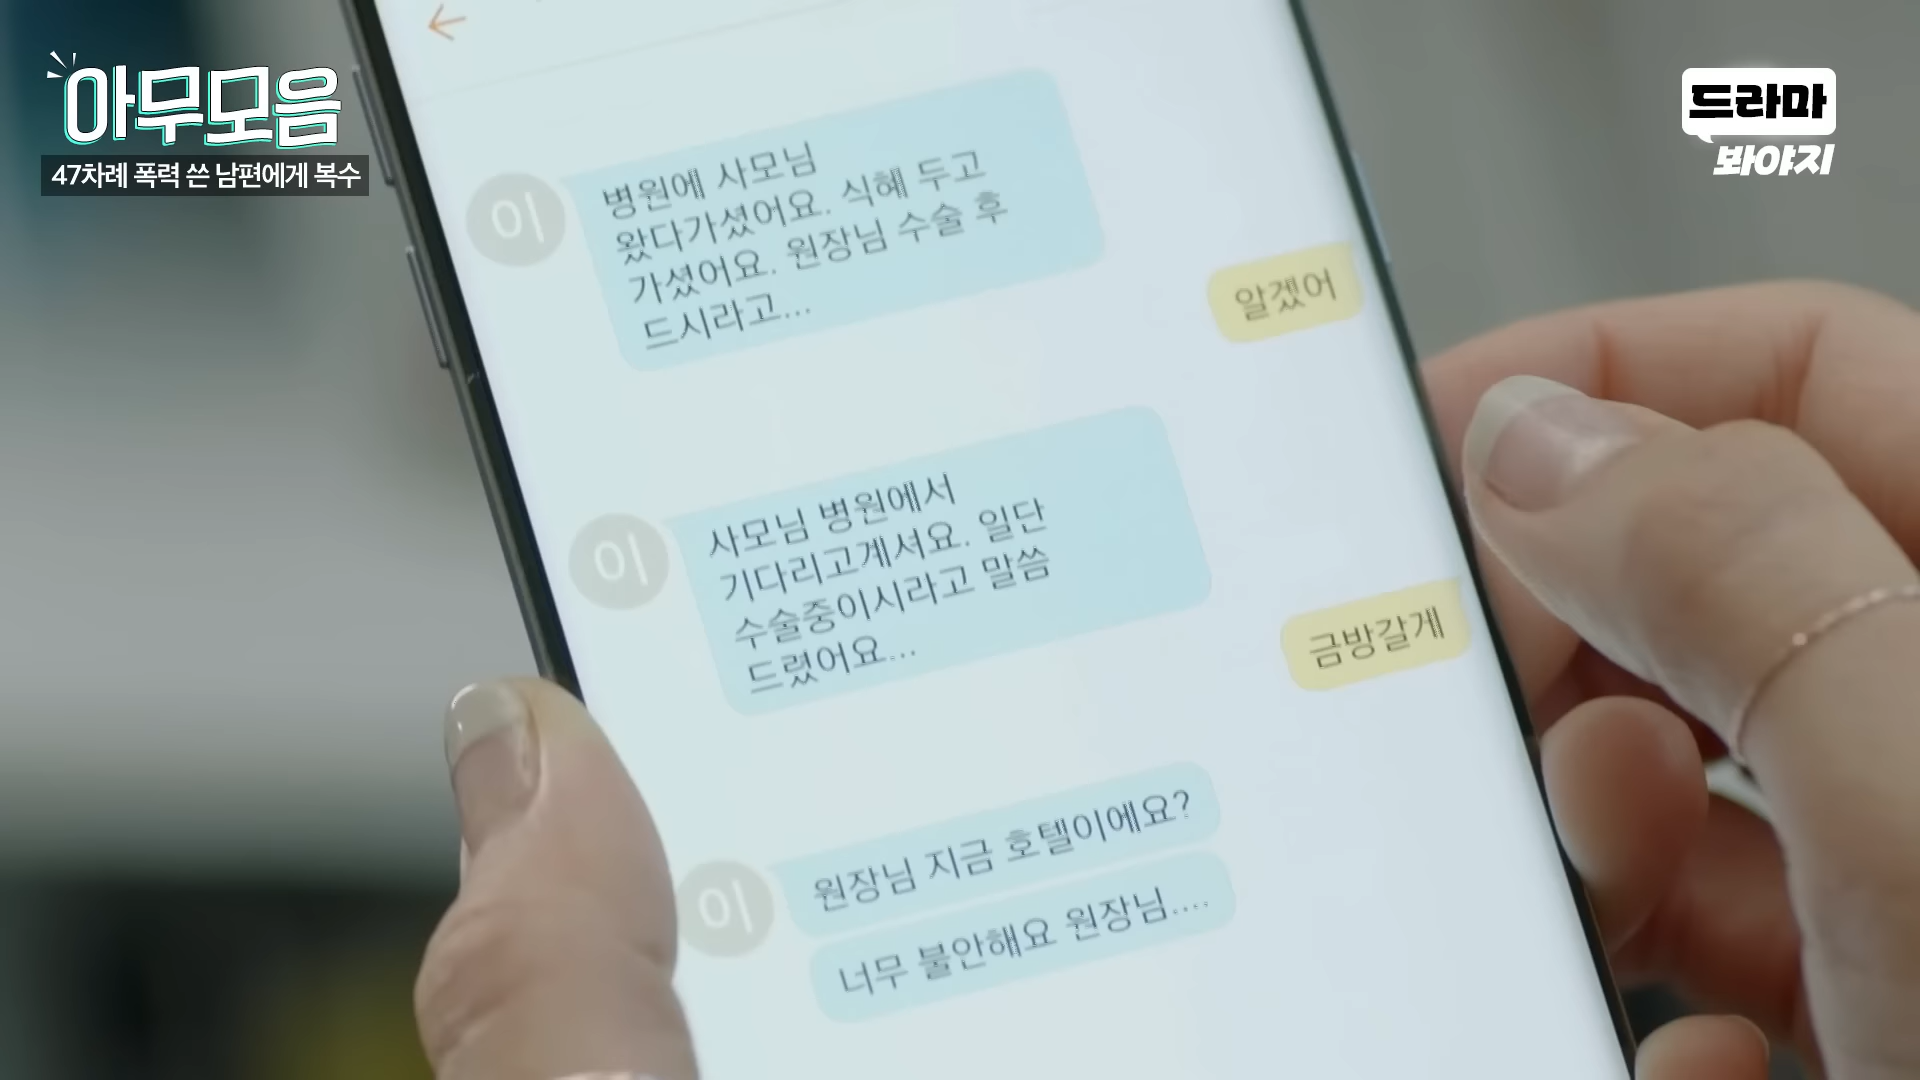 아무모음
47차례 폭력 쓴 남편에게 복수
드라마
봐야지
이
병원에 사모님
왔다가셨어요. 식혜 두고
가셨어요. 원장님 수술 후
드시라고...
알겠어
이
사모님 병원에서
기다리고계셔요. 일단
수술중이시라고 말씀
드렸어요...
금방갈게
이
원장님 지금 호텔이에요?
너무 불안해요 원장님....